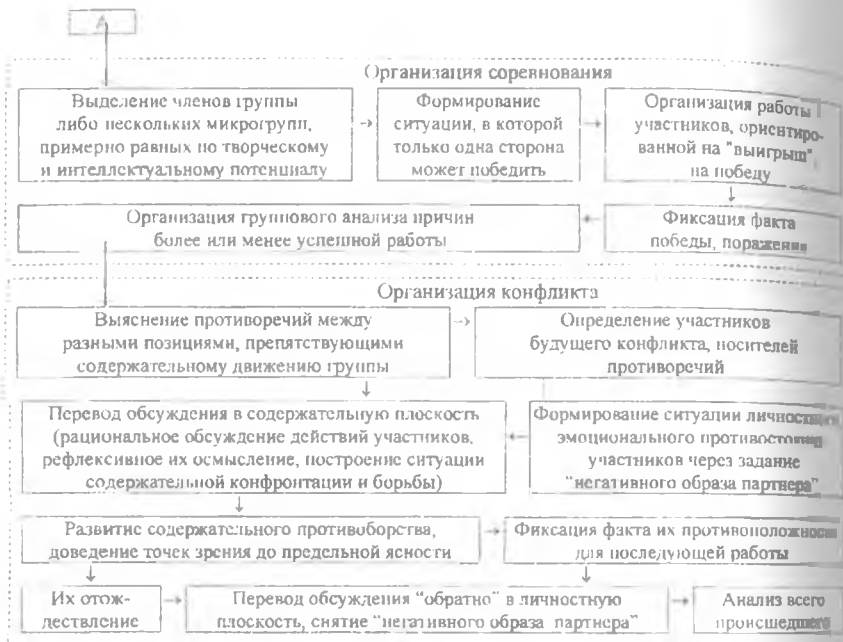 А
Организация соревнования
Выделение членов группы
либо нескольких микрогрупп,
примерно равных по творческому
и интеллектуальному потенциалу
Формирование
ситуации, в которой
только одна сторона
может победить
Организация работы
участников, ориентиро-
ванной на "выигрыш",
на победу
Организация группового анализа причин
более или менее успешной работы
Фиксация факта
победы, поражения
Организация конфликта
Выяснение противоречий между
разными позициями, препятствующими
содержательному движению группы
Определение участников
будущего конфликта, носителей
противоречий
Перевод обсуждения в содержательную плоскость
(рациональное обсуждение действий участников,
рефлексивное их осмысление, построение ситуации
содержательной конфронтации и борьбы)
Формирование ситуации
эмоционального противостояния
участников через задание
"негативного образа партнера"
Развитие содержательного противоборства,
доведение точек зрения до предельной ясности
Фиксация факта их противоположности
для последующей работы
Их отож-
дествление
Перевод обсуждения "обратно" в личностную
плоскость, снятие "негативного образа партнера"
Анализ всего
происшедшего